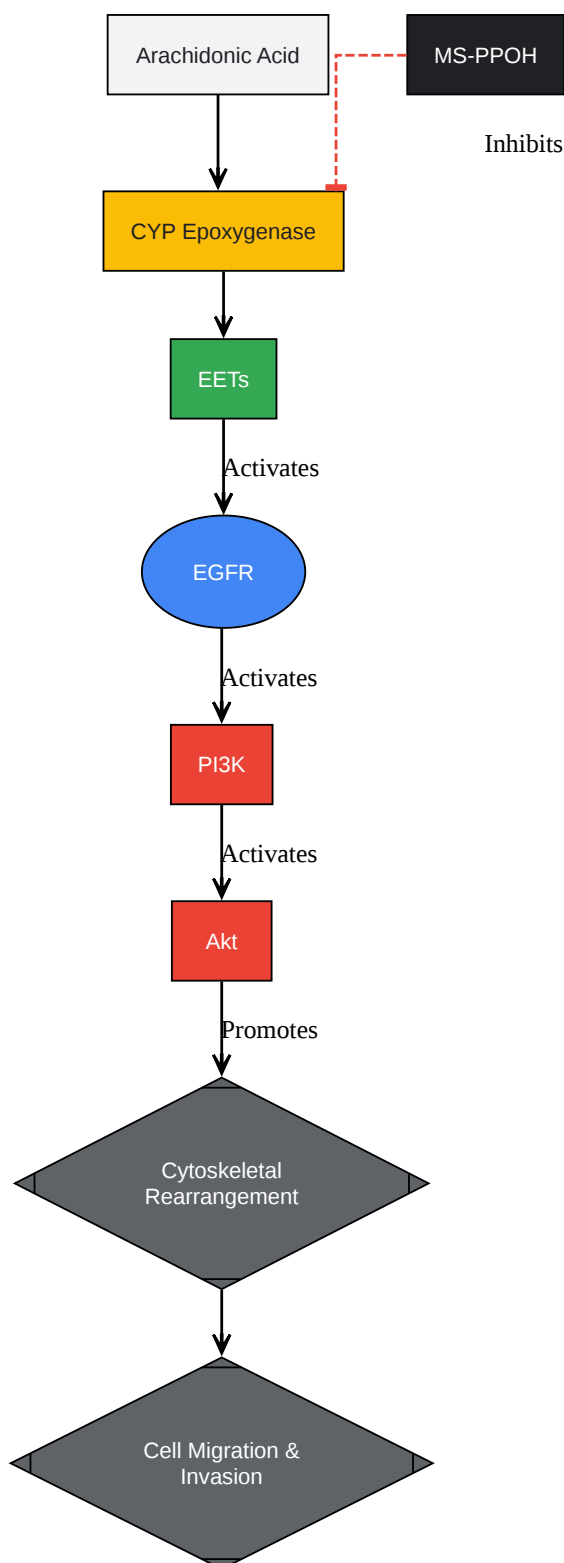 Arachidonic Acid
MS-PPOH
Inhibits
CYP Epoxygenase
EETs
Activates
EGFR
Activates
PI3K
Activates
Akt
Promotes
Cytoskeletal
Rearrangement
Cell Migration &
Invasion